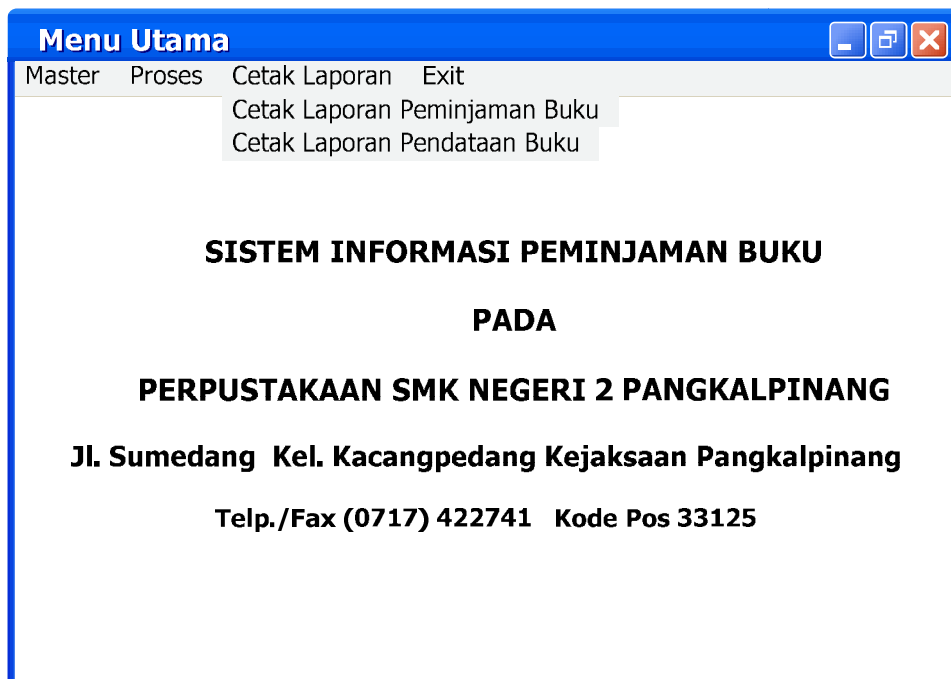 Menu Utama
Master Proses Cetak Laporan Exit
Cetak Laporan Peminjaman Buku
Cetak Laporan Pendataan Buku
SISTEM INFORMASI PEMINJAMAN BUKU
PADA
PERPUSTAKAAN SMK NEGERI 2 PANGKALPINANG
Jl. Sumedang Kel. Kacangpedang Kejaksaan Pangkalpinang
Telp./Fax (0717) 422741 Kode Pos 33125